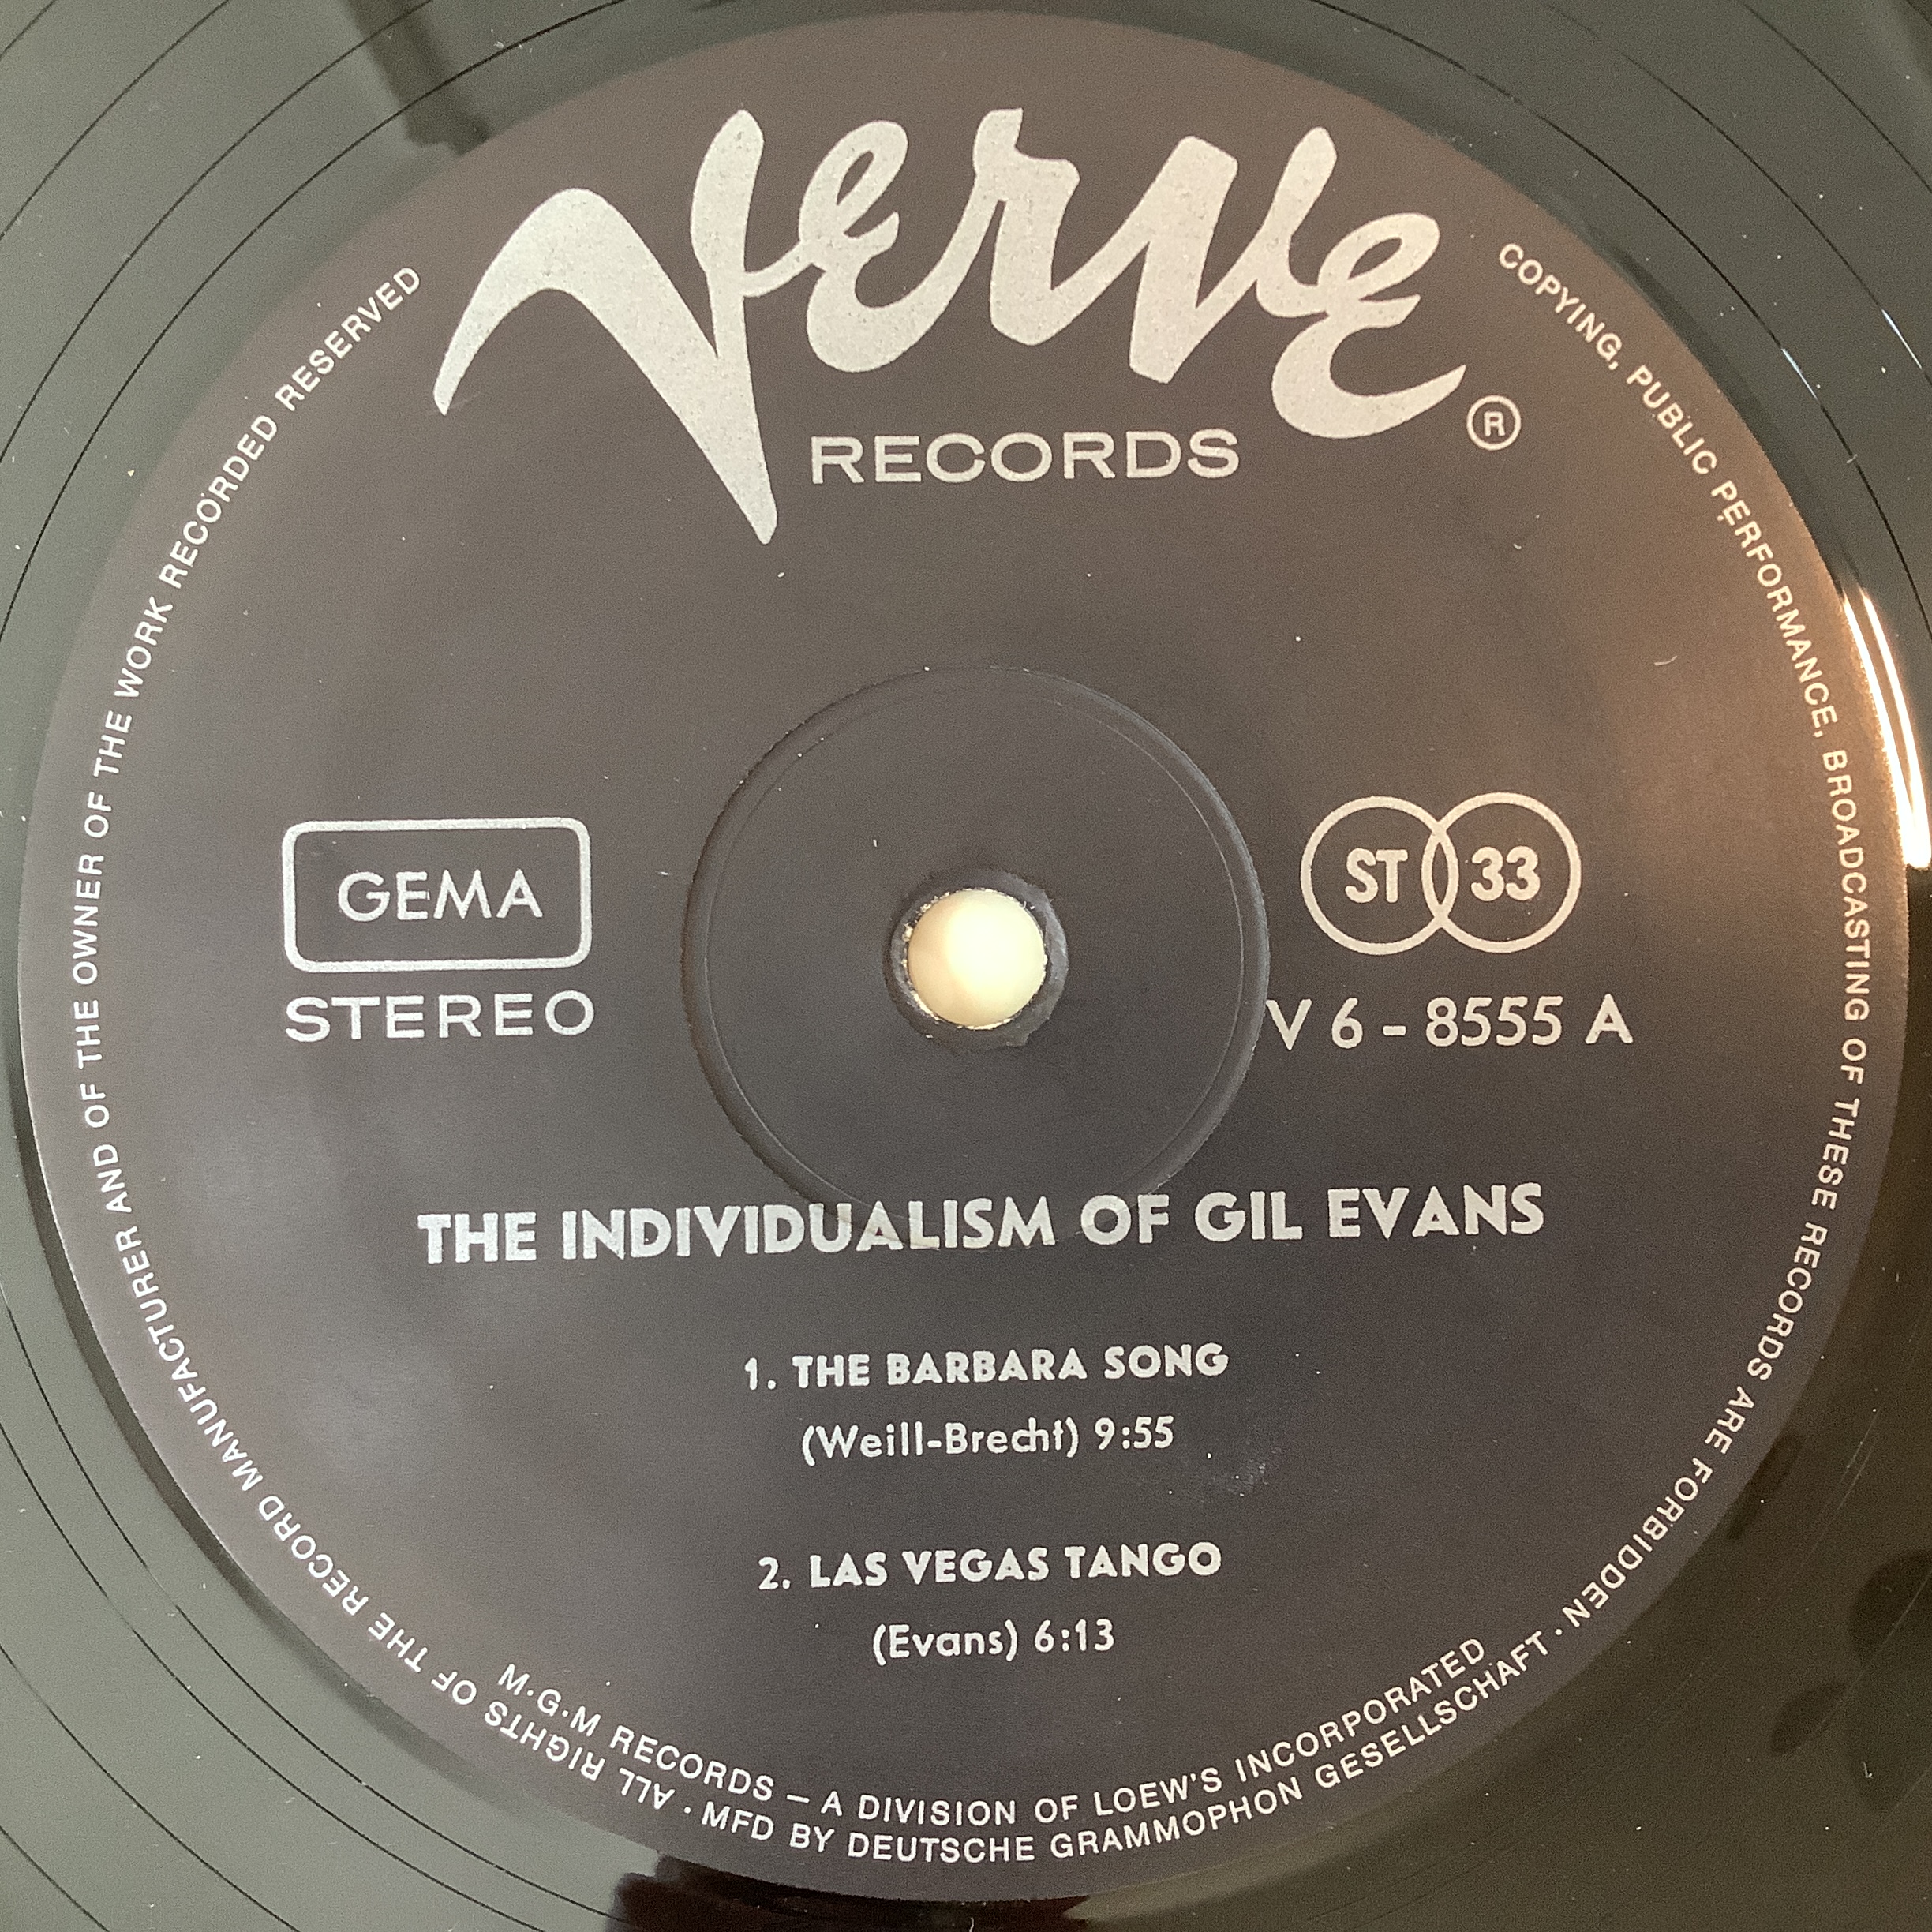 Verve
RECORDS
®
GEMA
STEREO
ST 33
V 6 - 8555 A
THE INDIVIDUALISM OF GIL EVANS
1. THE BARBARA SONG
(Weill-Brecht) 9:55
2. LAS VEGAS TANGO
(Evans) 6:13
M·G·M RECORDS – A DIVISION OF LOEW'S INCORPORATED
· MFD BY DEUTSCHE GRAMMOPHON GESELLSCHAFT ·
ALL RIGHTS OF THE RECORD MANUFACTURER AND OF THE OWNER OF THE WORK RECORDED RESERVED
COPYING, PUBLIC PERFORMANCE, BROADCASTING OF THESE RECORDS ARE FORBIDDEN